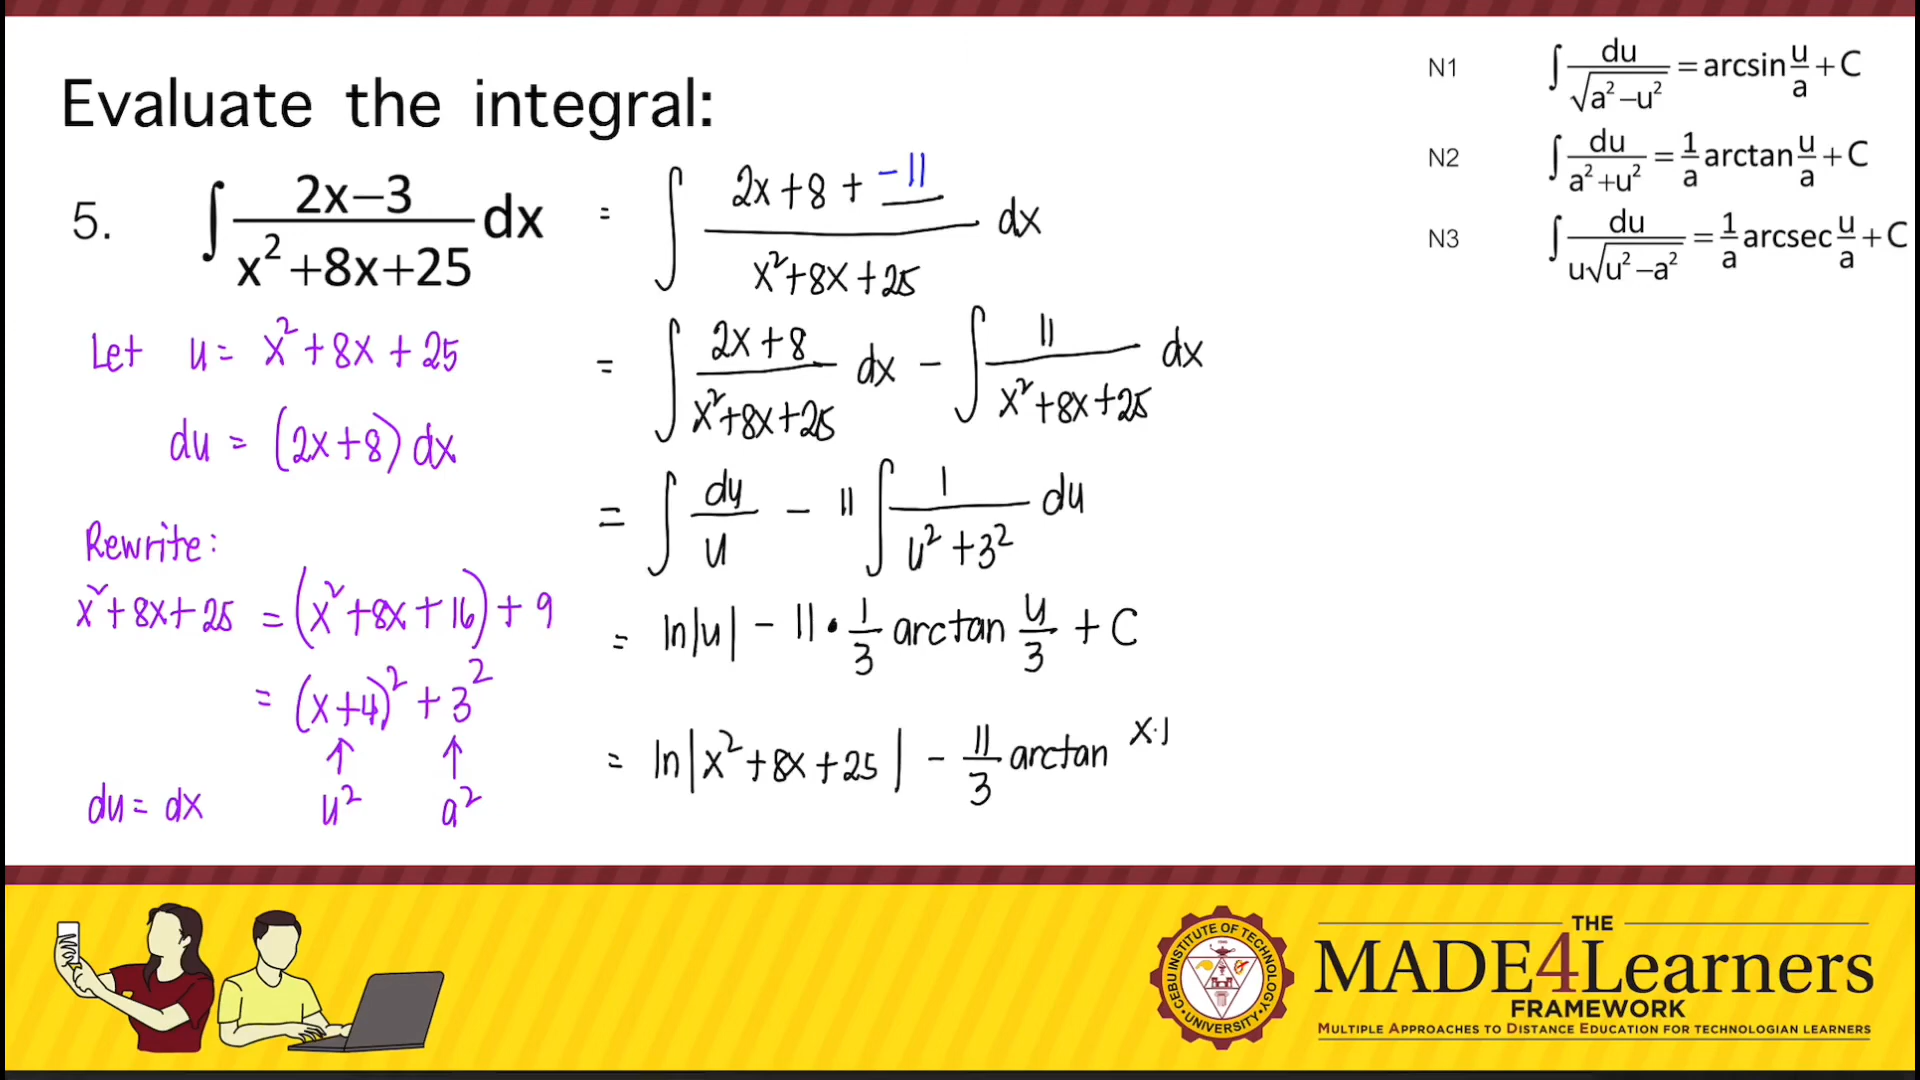 Evaluate the integral:
5. ∫ (2x−3)/(x²+8x+25) dx = ∫ (2x+8 + −11)/(x²+8x+25) dx
Let u = x²+8x+25
du = (2x+8) dx
Rewrite:
x²+8x+25 = (x²+8x+16)+9
= (x+4)² + 3²
↑ ↑
du = dx u² a²
= ∫ (2x+8)/(x²+8x+25) dx − ∫ 11/(x²+8x+25) dx
= ∫ du/u − 11 ∫ 1/(u²+3²) du
= ln|u| − 11 · 1/3 arctan u/3 + C
= ln|x²+8x+25| − 11/3 arctan x
N1 ∫ du/√(a²−u²) = arcsin u/a + C
N2 ∫ du/(a²+u²) = 1/a arctan u/a + C
N3 ∫ du/(u√(u²−a²)) = 1/a arcsec u/a + C
CEBU INSTITUTE OF TECHNOLOGY
UNIVERSITY
THE
MADE4Learners
FRAMEWORK
MULTIPLE APPROACHES TO DISTANCE EDUCATION FOR TECHNOLOGIAN LEARNERS